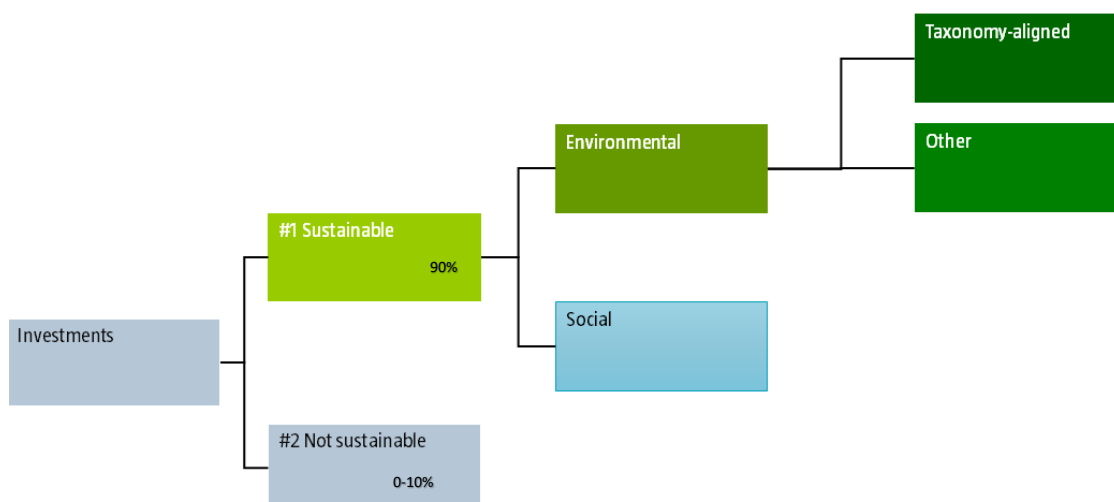 Taxonomy-aligned
Environmental
Other
#1 Sustainable
90%
Social
Investments
#2 Not sustainable
0-10%